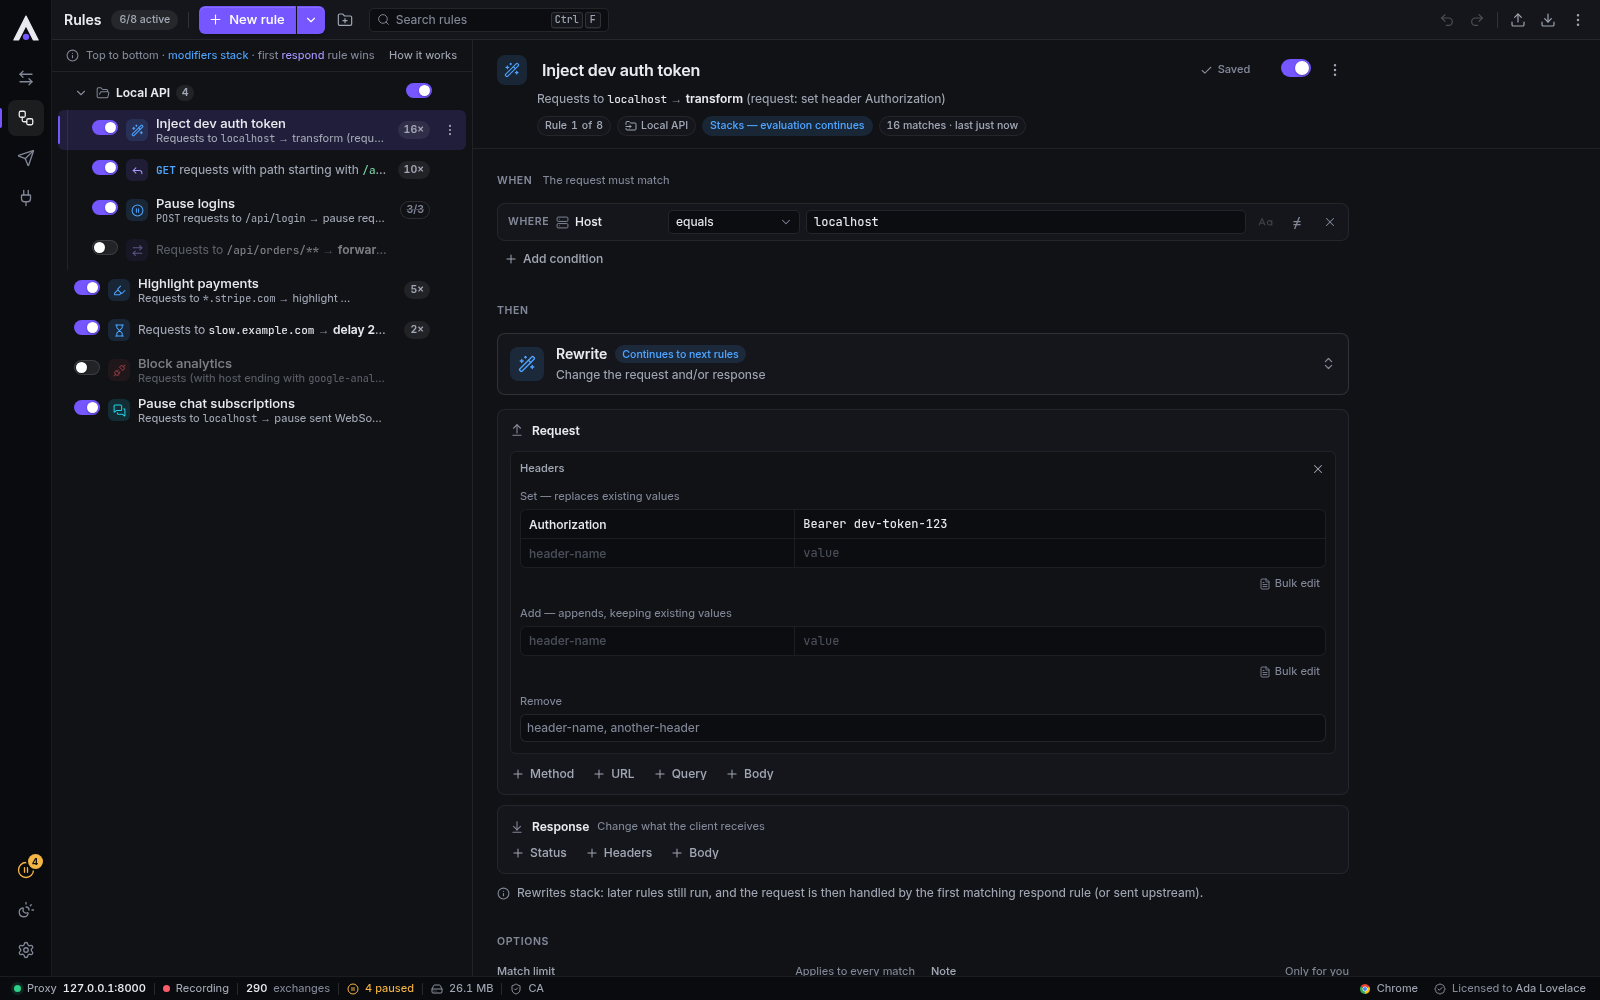 Rules 6/8 active + New rule Search rules Ctrl F
Top to bottom · modifiers stack · first respond rule wins How it works
Local API 4
Inject dev auth token
Requests to localhost → transform (requ... 16×
GET requests with path starting with /a... 10×
Pause logins
POST requests to /api/login → pause req... 3/3
Requests to /api/orders/** → forwar...
Highlight payments
Requests to *.stripe.com → highlight ... 5×
Requests to slow.example.com → delay 2... 2×
Block analytics
Requests (with host ending with google-anal...
Pause chat subscriptions
Requests to localhost → pause sent WebSo...
4
Inject dev auth token Saved
Requests to localhost → transform (request: set header Authorization)
Rule 1 of 8 Local API Stacks — evaluation continues 16 matches · last just now
WHEN The request must match
WHERE Host equals localhost Aa ≠
+ Add condition
THEN
Rewrite Continues to next rules
Change the request and/or response
Request
Headers
Set — replaces existing values
Authorization Bearer dev-token-123
header-name value
Bulk edit
Add — appends, keeping existing values
header-name value
Bulk edit
Remove
header-name, another-header
+ Method + URL + Query + Body
Response Change what the client receives
+ Status + Headers + Body
Rewrites stack: later rules still run, and the request is then handled by the first matching respond rule (or sent upstream).
OPTIONS
Match limit Applies to every match Note Only for you
Proxy 127.0.0.1:8000 Recording 290 exchanges 4 paused 26.1 MB CA Chrome Licensed to Ada Lovelace